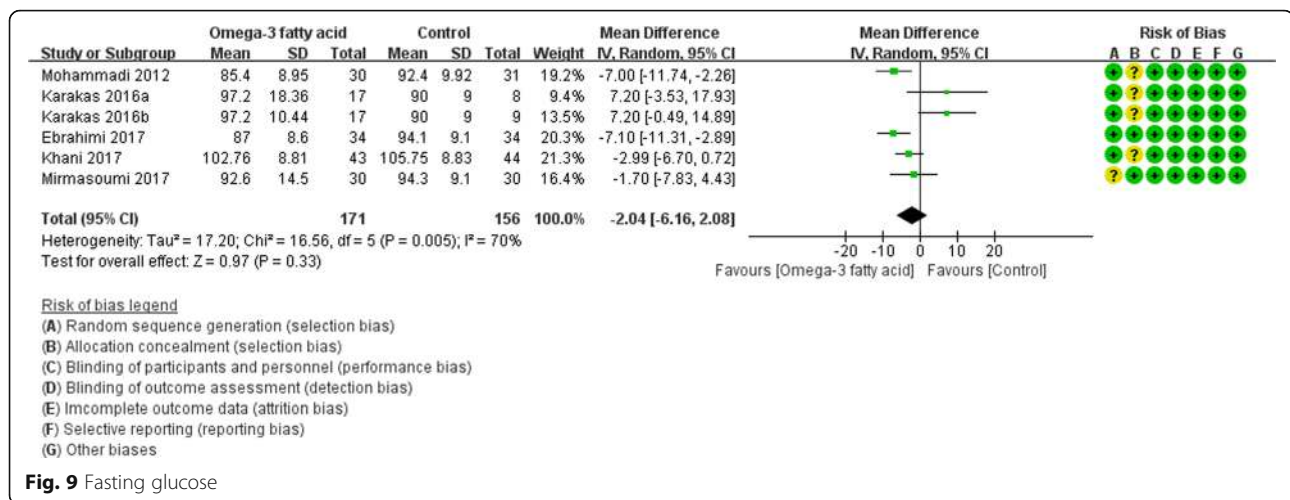 Omega-3 fatty acid Control Mean Difference Mean Difference Risk of Bias
Study or Subgroup Mean SD Total Mean SD Total Weight IV, Random, 95% CI IV, Random, 95% CI A B C D E F G
Mohammadi 2012 85.4 8.95 30 92.4 9.92 31 19.2% -7.00 [-11.74, -2.26] + ? + + + + +
Karakas 2016a 97.2 18.36 17 90 9 8 9.4% 7.20 [-3.53, 17.93] + ? + + + + +
Karakas 2016b 97.2 10.44 17 90 9 9 13.5% 7.20 [-0.49, 14.89] + ? + + + + +
Ebrahimi 2017 87 8.6 34 94.1 9.1 34 20.3% -7.10 [-11.31, -2.89] + + + + + + +
Khani 2017 102.76 8.81 43 105.75 8.83 44 21.3% -2.99 [-6.70, 0.72] + ? + + + + +
Mirmasoumi 2017 92.6 14.5 30 94.3 9.1 30 16.4% -1.70 [-7.83, 4.43] ? + + + + + +
Total (95% CI) 171 156 100.0% -2.04 [-6.16, 2.08]
Heterogeneity: Tau² = 17.20; Chi² = 16.56, df = 5 (P = 0.005); I² = 70%
Test for overall effect: Z = 0.97 (P = 0.33)
-20 -10 0 10 20
Favours [Omega-3 fatty acid] Favours [Control]
Risk of bias legend
(A) Random sequence generation (selection bias)
(B) Allocation concealment (selection bias)
(C) Blinding of participants and personnel (performance bias)
(D) Blinding of outcome assessment (detection bias)
(E) Imcomplete outcome data (attrition bias)
(F) Selective reporting (reporting bias)
(G) Other biases
Fig. 9 Fasting glucose